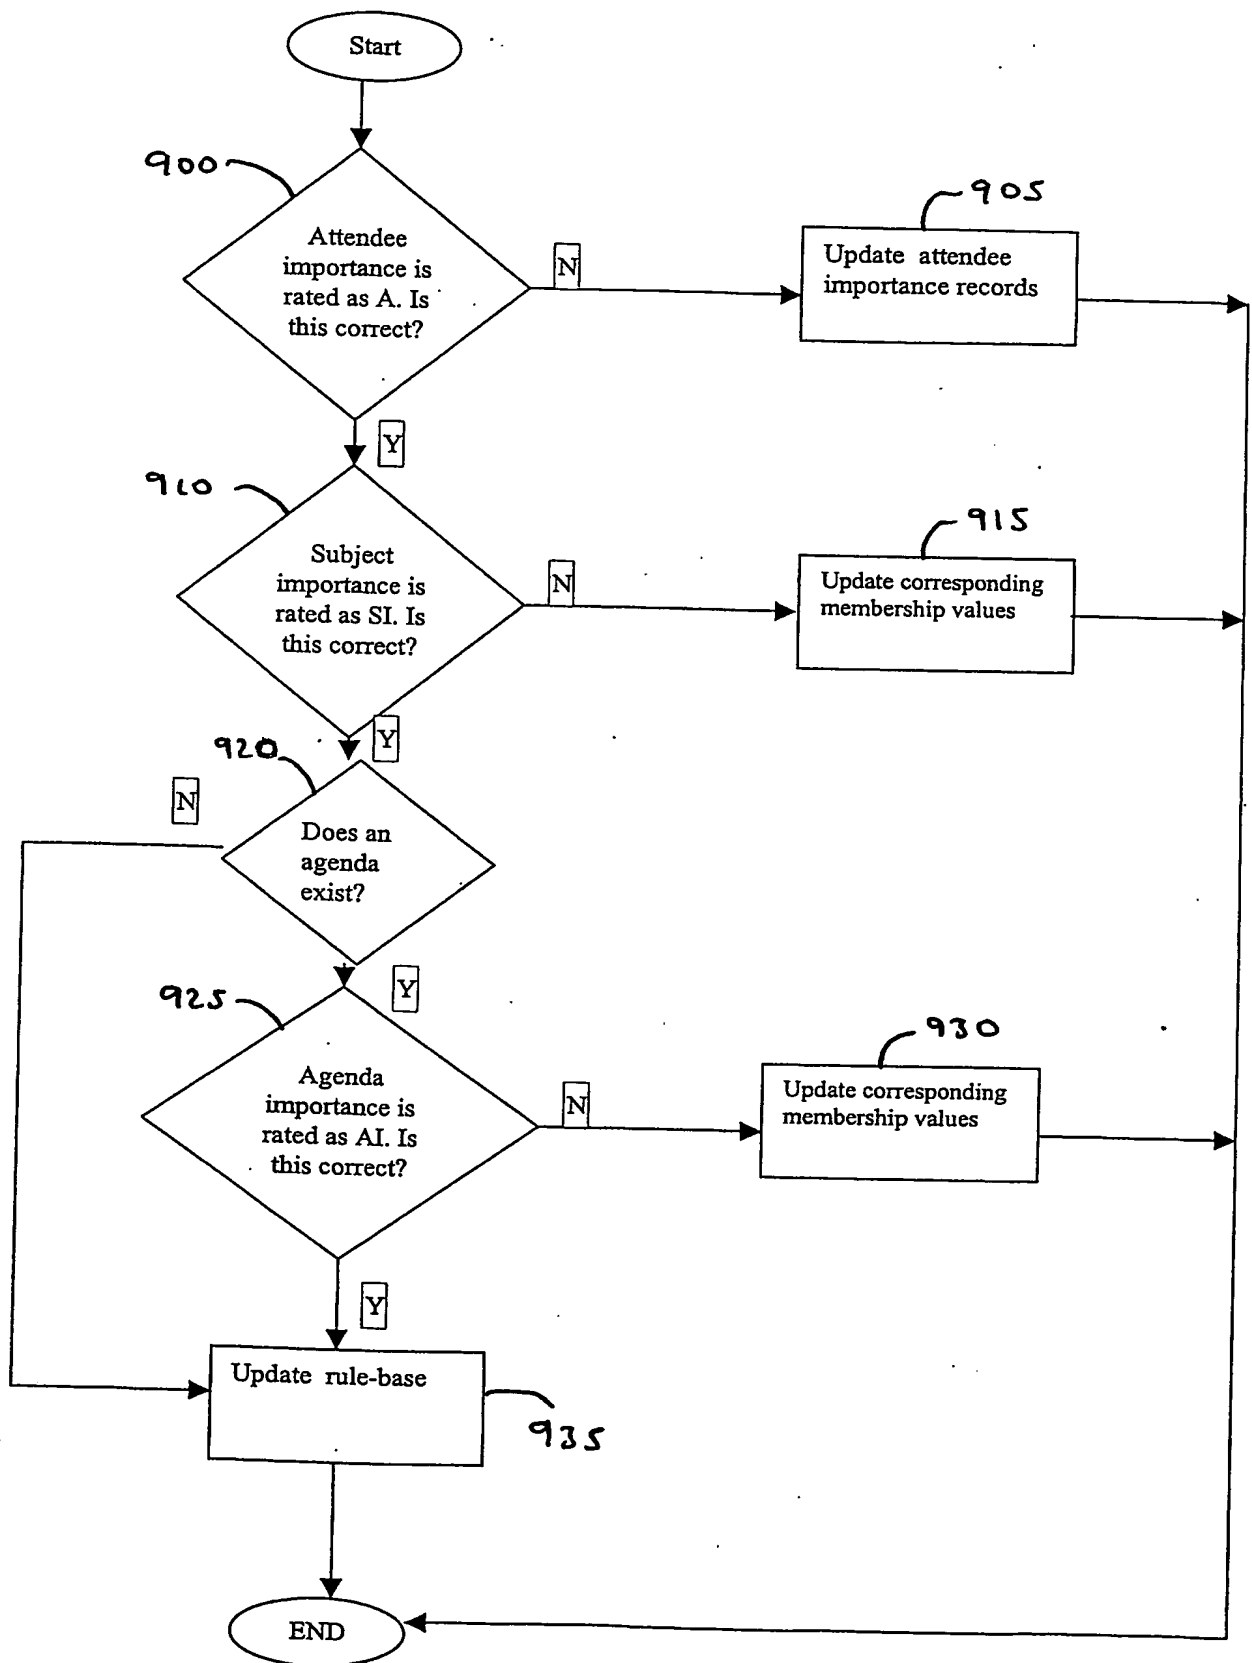 Start
900
Attendee
importance is
rated as A. Is
this correct?
N
905
Update attendee
importance records
Y
910
Subject
importance is
rated as SI. Is
this correct?
N
915
Update corresponding
membership values
Y
920
N
Does an
agenda
exist?
Y
925
Agenda
importance is
rated as AI. Is
this correct?
N
930
Update corresponding
membership values
Y
Update rule-base
935
END